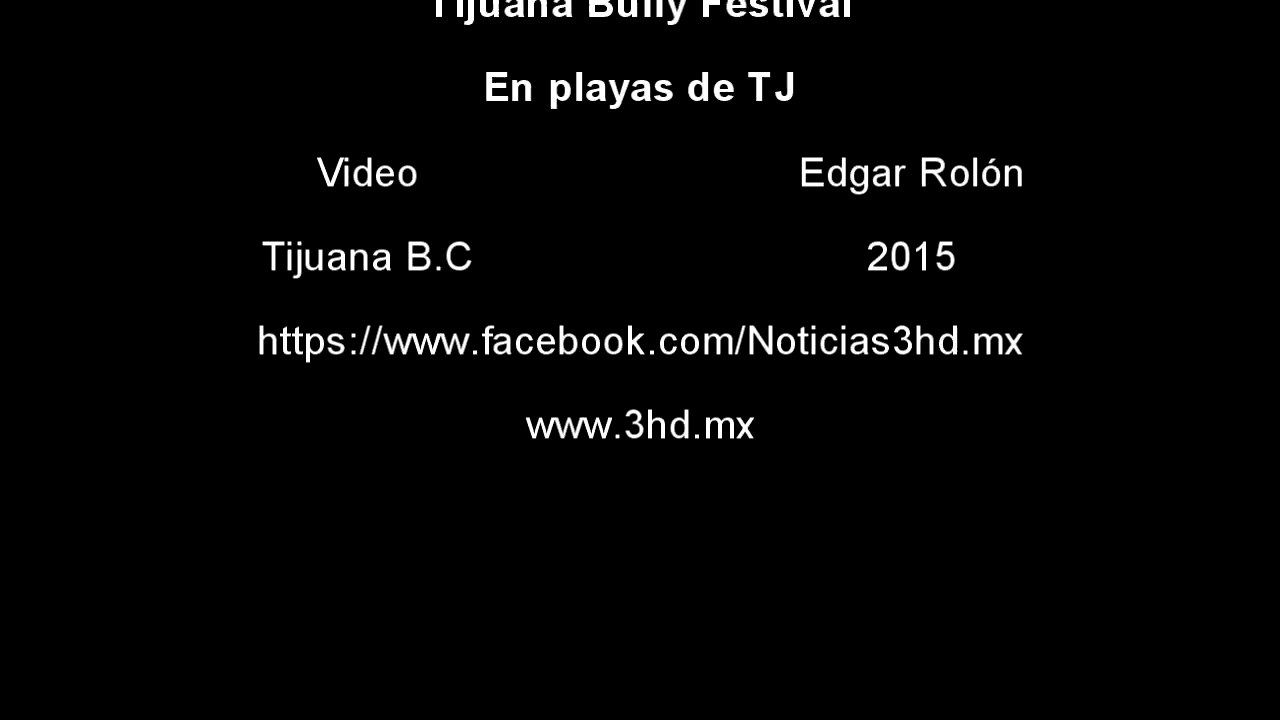 Tijuana Bully Festival
En playas de TJ
Video Edgar Rolón
Tijuana B.C 2015
https://www.facebook.com/Noticias3hd.mx
www.3hd.mx